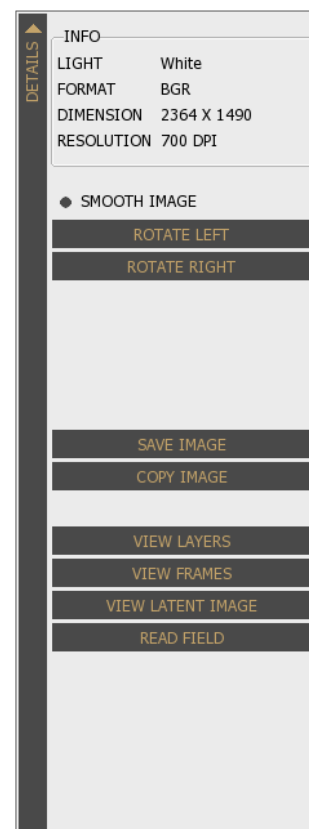 DETAILS
INFO
LIGHT White
FORMAT BGR
DIMENSION 2364 X 1490
RESOLUTION 700 DPI
SMOOTH IMAGE
ROTATE LEFT
ROTATE RIGHT
SAVE IMAGE
COPY IMAGE
VIEW LAYERS
VIEW FRAMES
VIEW LATENT IMAGE
READ FIELD